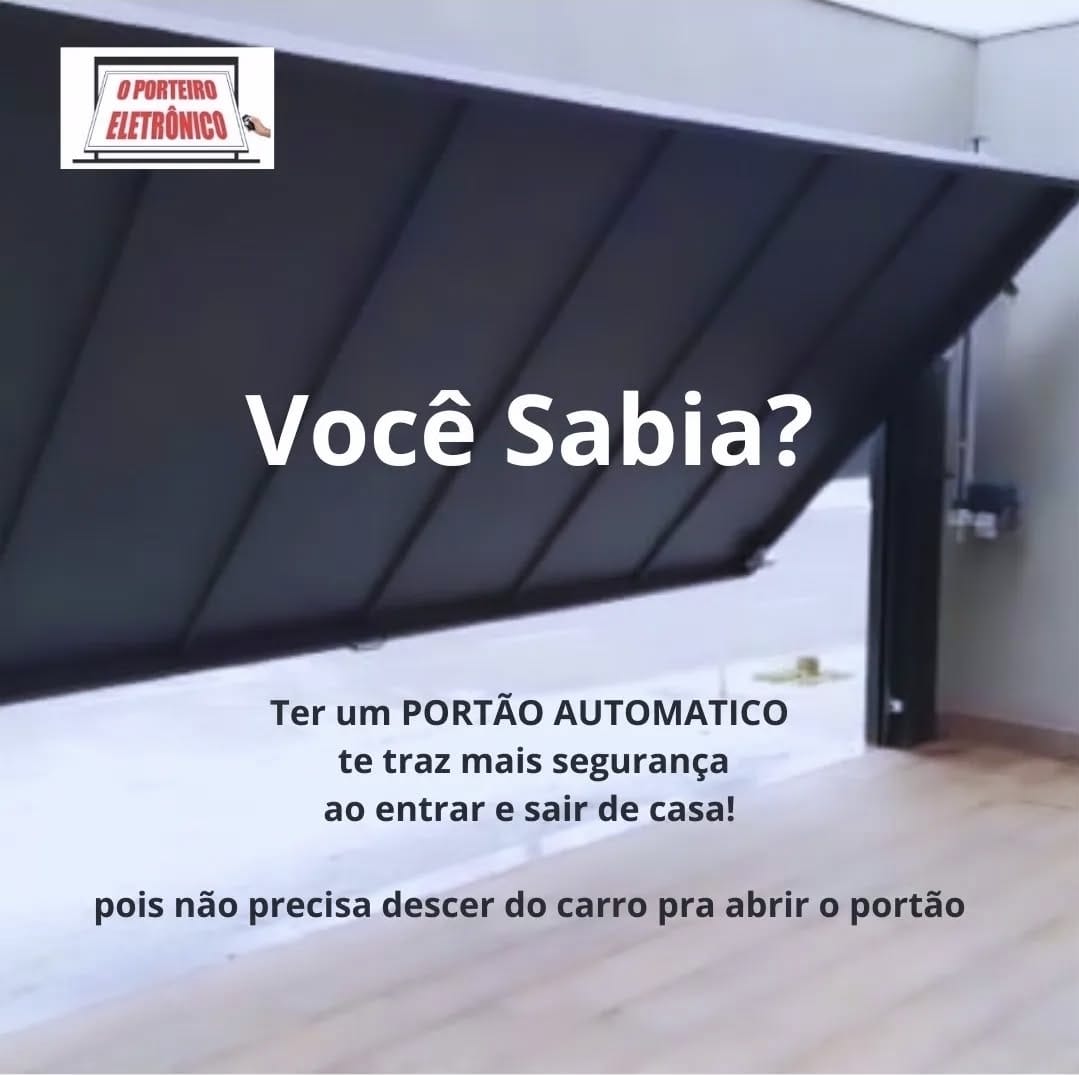 O PORTEIRO
ELETRÔNICO
Você Sabia?
Ter um PORTÃO AUTOMATICO
te traz mais segurança
ao entrar e sair de casa!
pois não precisa descer do carro pra abrir o portão